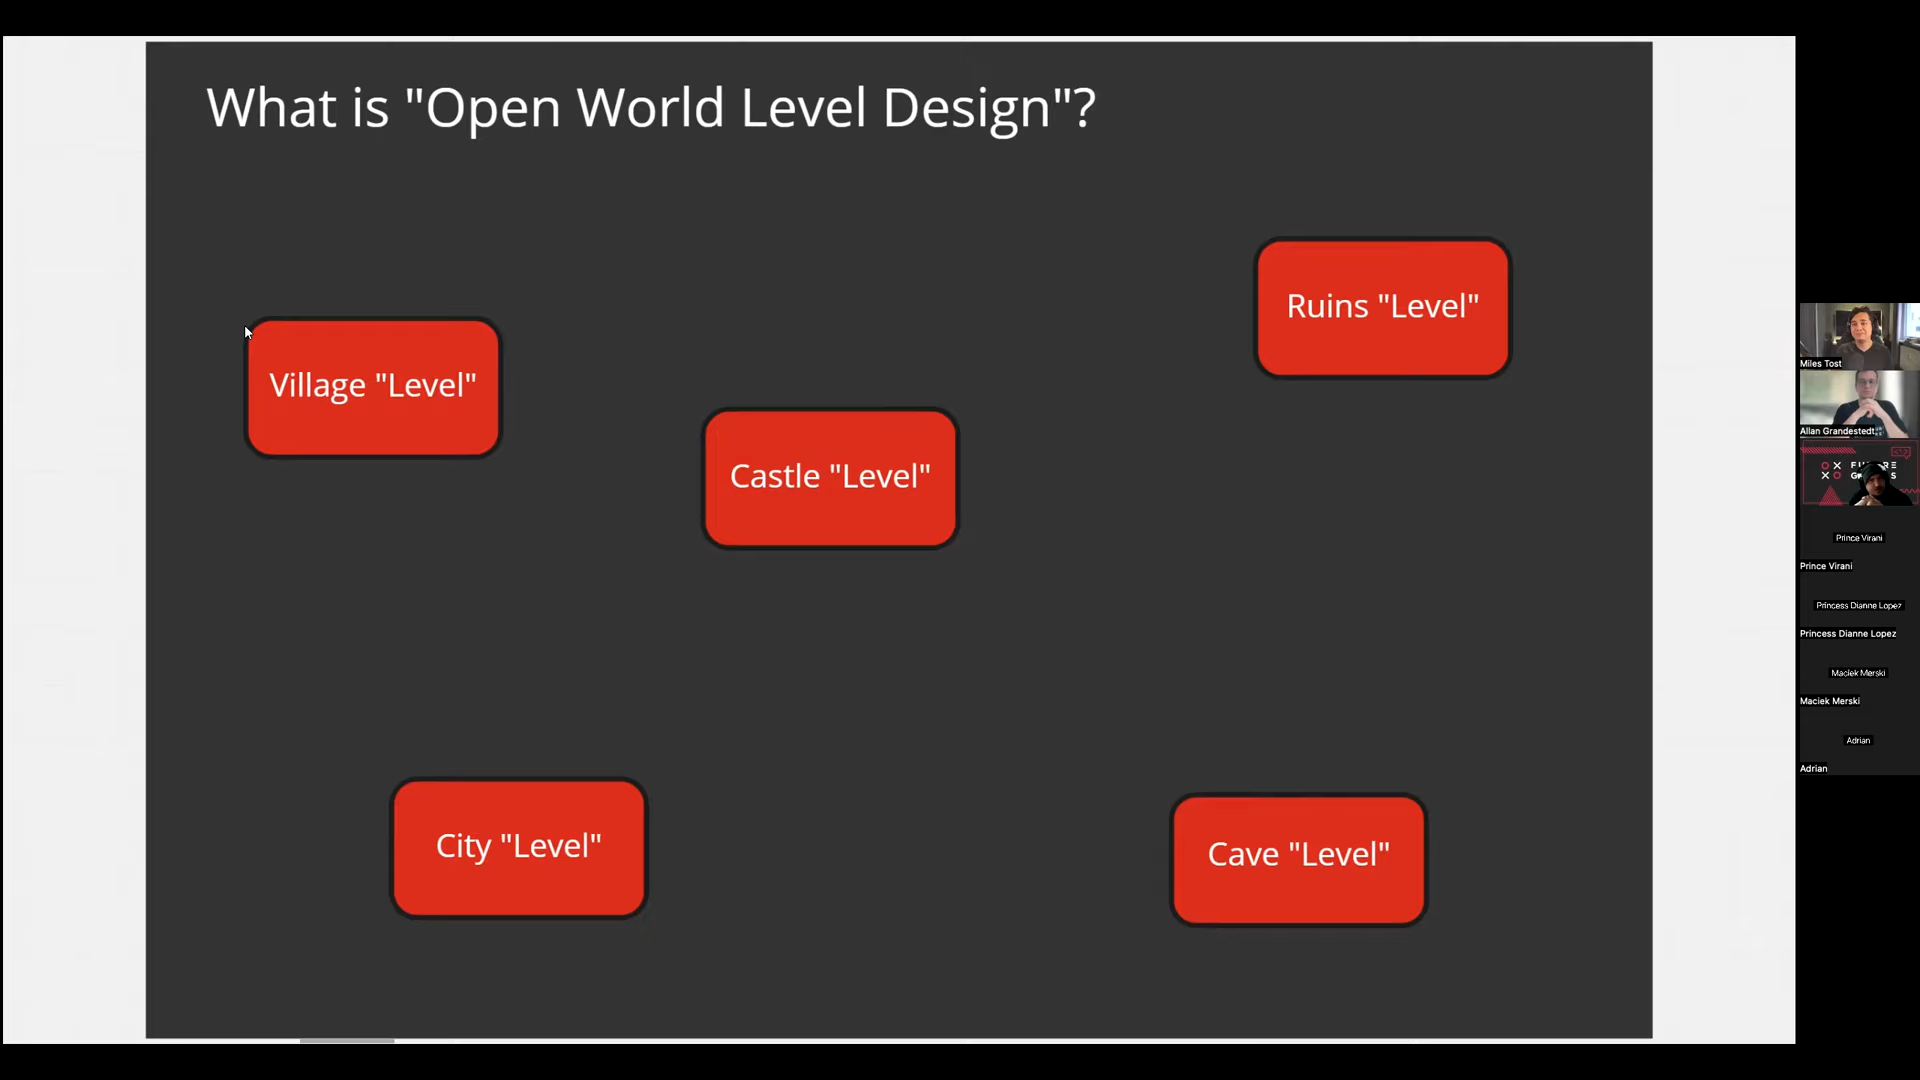 What is "Open World Level Design"?
Ruins "Level"
Village "Level"
Castle "Level"
City "Level"
Cave "Level"
Miles Tost
Allan Grandestedt
Prince Virani
Prince Virani
Princess Dianne Lopez
Princess Dianne Lopez
Maciek Merski
Maciek Merski
Adrian
Adrian